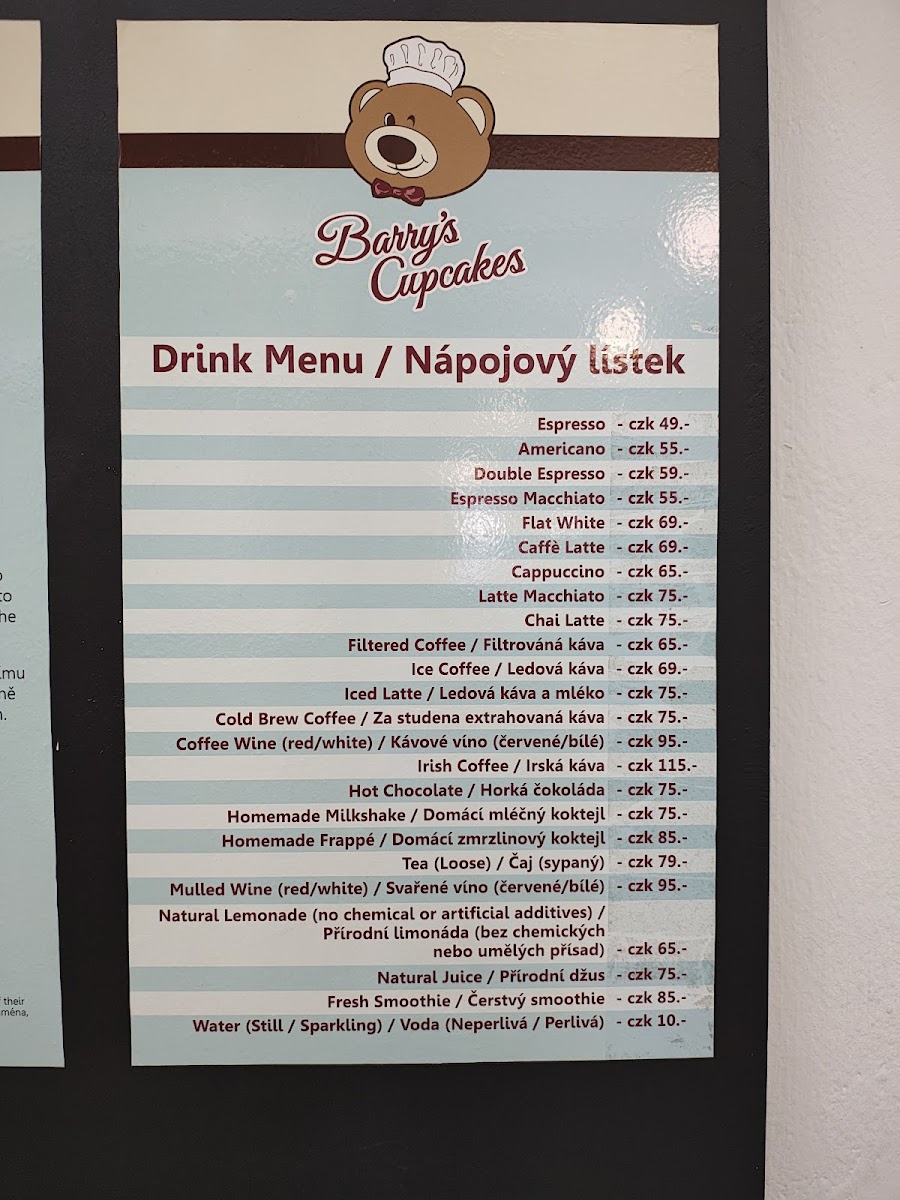 Barry's
Cupcakes
Drink Menu / Nápojový lístek
Espresso - czk 49.-
Americano - czk 55.-
Double Espresso - czk 59.-
Espresso Macchiato - czk 55.-
Flat White - czk 69.-
Caffè Latte - czk 69.-
Cappuccino - czk 65.-
Latte Macchiato - czk 75.-
Chai Latte - czk 75.-
Filtered Coffee / Filtrováná káva - czk 65.-
Ice Coffee / Ledová káva - czk 69.-
Iced Latte / Ledová káva a mléko - czk 75.-
Cold Brew Coffee / Za studena extrahovaná káva - czk 75.-
Coffee Wine (red/white) / Kávové víno (červené/bílé) - czk 95.-
Irish Coffee / Irská káva - czk 115.-
Hot Chocolate / Horká čokoláda - czk 75.-
Homemade Milkshake / Domácí mléčný koktejl - czk 75.-
Homemade Frappé / Domácí zmrzlinový koktejl - czk 85.-
Tea (Loose) / Čaj (sypaný) - czk 79.-
Mulled Wine (red/white) / Svařené víno (červené/bílé) - czk 95.-
Natural Lemonade (no chemical or artificial additives) /
Přírodní limonáda (bez chemických
nebo umělých přísad) - czk 65.-
Natural Juice / Přírodní džus - czk 75.-
Fresh Smoothie / Čerstvý smoothie - czk 85.-
Water (Still / Sparkling) / Voda (Neperlivá / Perlivá) - czk 10.-
their